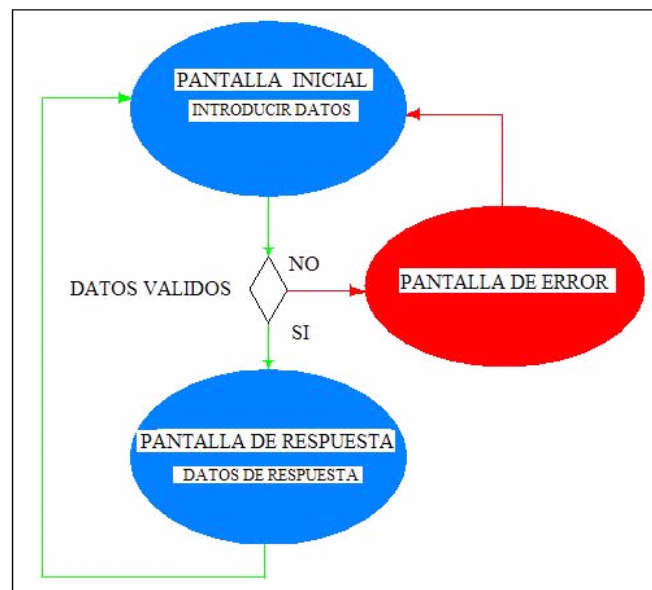 PANTALLA INICIAL
INTRODUCIR DATOS
NO
DATOS VALIDOS
PANTALLA DE ERROR
SI
PANTALLA DE RESPUESTA
DATOS DE RESPUESTA